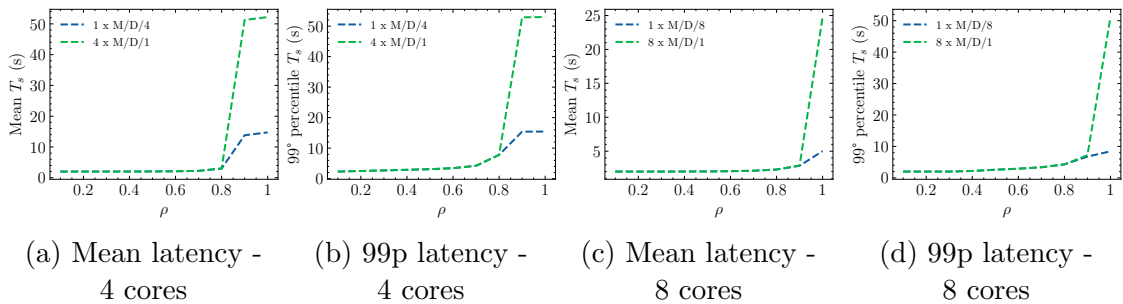 Mean T_s (s)
50
40
30
20
10
0
1 x M/D/4
4 x M/D/1
0.2 0.4 0.6 0.8 1
ρ
(a) Mean latency -
4 cores
99° percentile T_s (s)
50
40
30
20
10
0
1 x M/D/4
4 x M/D/1
0.2 0.4 0.6 0.8 1
ρ
(b) 99p latency -
4 cores
Mean T_s (s)
25
20
15
10
5
1 x M/D/8
8 x M/D/1
0.2 0.4 0.6 0.8 1
ρ
(c) Mean latency -
8 cores
99° percentile T_s (s)
50
40
30
20
10
0
1 x M/D/8
8 x M/D/1
0.2 0.4 0.6 0.8 1
ρ
(d) 99p latency -
8 cores